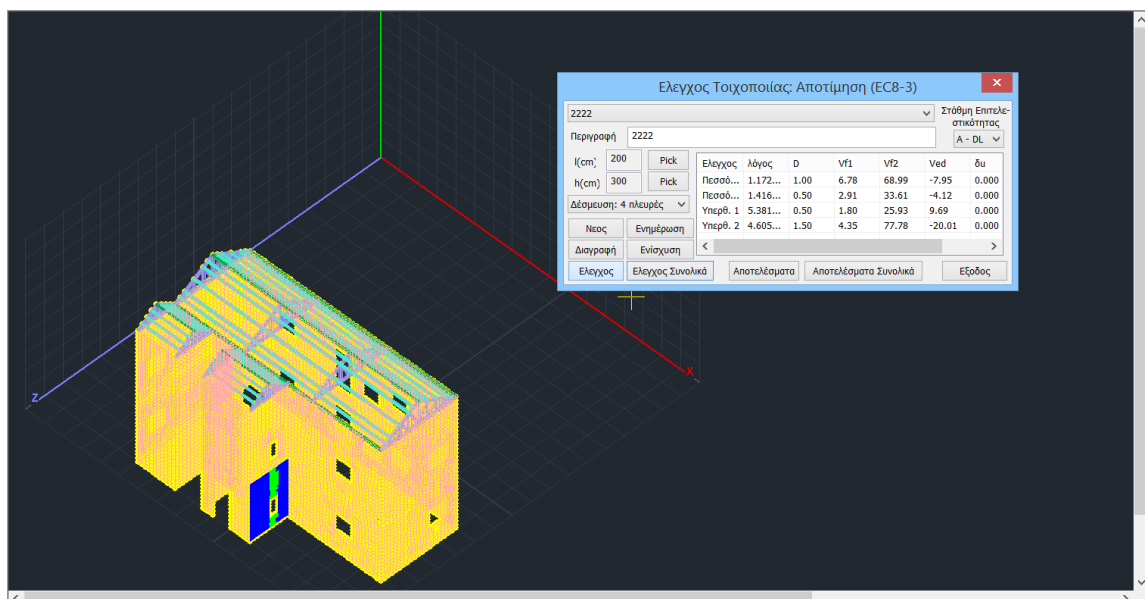 Ελεγχος Τοιχοποιίας: Αποτίμηση (EC8-3)
2222
Στάθμη Επιτελε-
στικότητας
Περιγραφή 2222
A - DL
l(cm) 200 Pick
h(cm) 300 Pick
Δέσμευση: 4 πλευρές
Νεος Ενημέρωση
Διαγραφή Ενίσχυση
Ελεγχος λόγος D Vf1 Vf2 Ved δu
Πεσσό... 1.172... 1.00 6.78 68.99 -7.95 0.000
Πεσσό... 1.416... 0.50 2.91 33.61 -4.12 0.000
Υπερθ. 1 5.381... 0.50 1.80 25.93 9.69 0.000
Υπερθ. 2 4.605... 1.50 4.35 77.78 -20.01 0.000
Ελεγχος Ελεγχος Συνολικά Αποτελέσματα Αποτελέσματα Συνολικά Εξοδος
X
Z